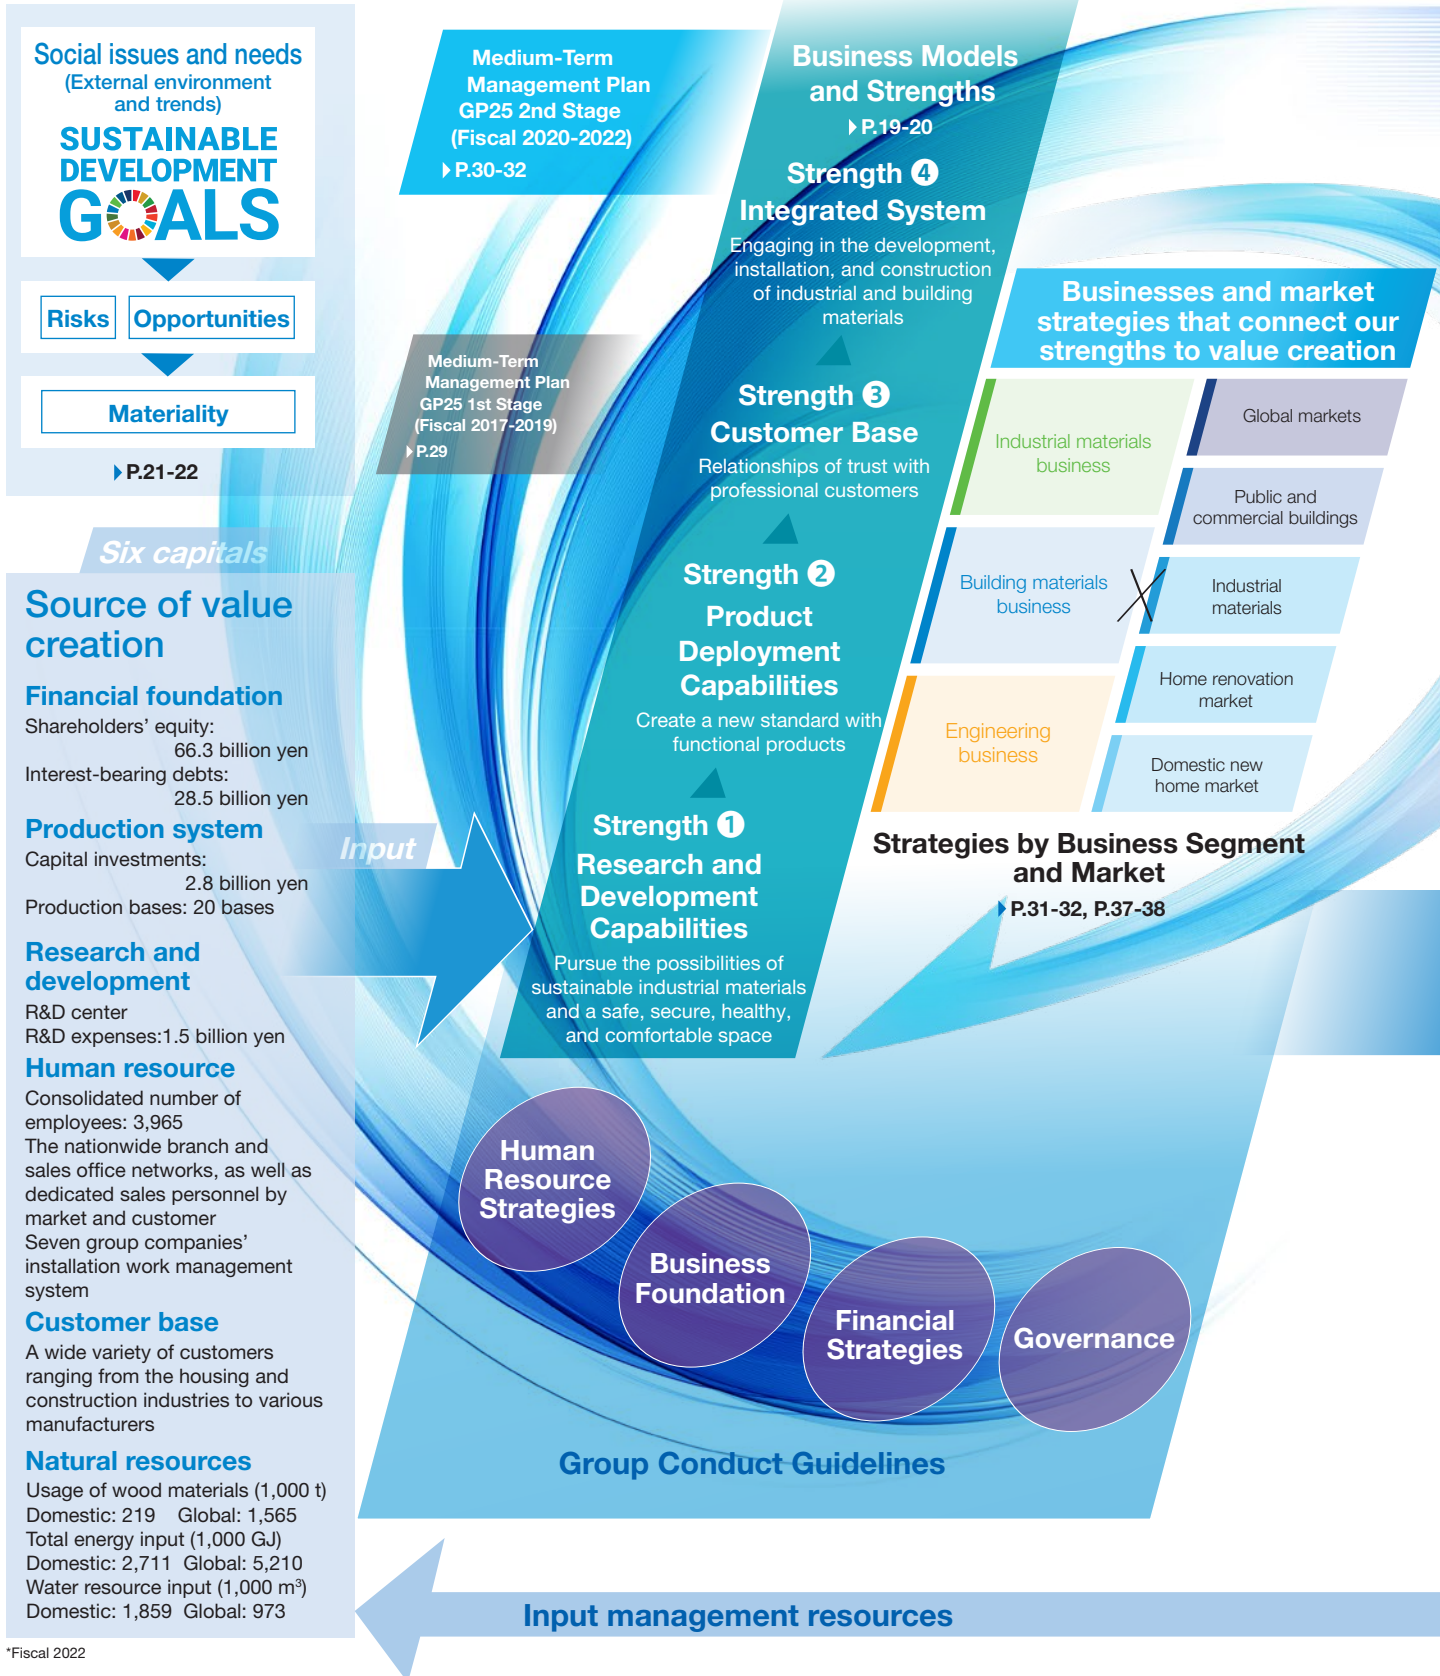 Social issues and needs
(External environment
and trends)
SUSTAINABLE
DEVELOPMENT
GOALS
Risks
Opportunities
Materiality
P.21-22
Six capitals
Source of value
creation
Financial foundation
Shareholders’ equity:
66.3 billion yen
Interest-bearing debts:
28.5 billion yen
Production system
Capital investments:
2.8 billion yen
Production bases: 20 bases
Research and
development
R&D center
R&D expenses:1.5 billion yen
Human resource
Consolidated number of
employees: 3,965
The nationwide branch and
sales office networks, as well as
dedicated sales personnel by
market and customer
Seven group companies’
installation work management
system
Customer base
A wide variety of customers
ranging from the housing and
construction industries to various
manufacturers
Natural resources
Usage of wood materials (1,000 t)
Domestic: 219 Global: 1,565
Total energy input (1,000 GJ)
Domestic: 2,711 Global: 5,210
Water resource input (1,000 m³)
Domestic: 1,859 Global: 973
*Fiscal 2022
Input
Medium-Term
Management Plan
GP25 2nd Stage
(Fiscal 2020-2022)
P.30-32
Medium-Term
Management Plan
GP25 1st Stage
(Fiscal 2017-2019)
P.29
Business Models
and Strengths
P.19-20
Strength 4
Integrated System
Engaging in the development,
installation, and construction
of industrial and building
materials
Strength 3
Customer Base
Relationships of trust with
professional customers
Strength 2
Product
Deployment
Capabilities
Create a new standard with
functional products
Strength 1
Research and
Development
Capabilities
Pursue the possibilities of
sustainable industrial materials
and a safe, secure, healthy,
and comfortable space
Businesses and market
strategies that connect our
strengths to value creation
Industrial materials
business
Building materials
business
Engineering
business
Global markets
Public and
commercial buildings
Industrial
materials
Home renovation
market
Domestic new
home market
Strategies by Business Segment
and Market
P.31-32, P.37-38
Human
Resource
Strategies
Business
Foundation
Financial
Strategies
Governance
Group Conduct Guidelines
Input management resources